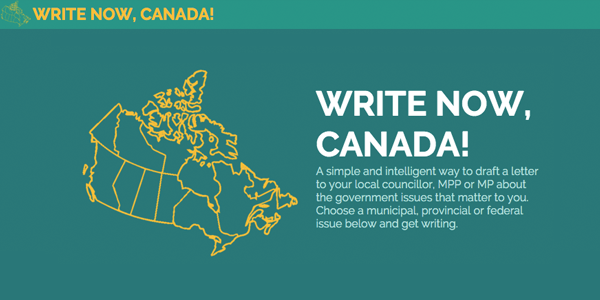 WRITE NOW, CANADA!
WRITE NOW,
CANADA!
A simple and intelligent way to draft a letter
to your local councillor, MPP or MP about
the government issues that matter to you.
Choose a municipal, provincial or federal
issue below and get writing.